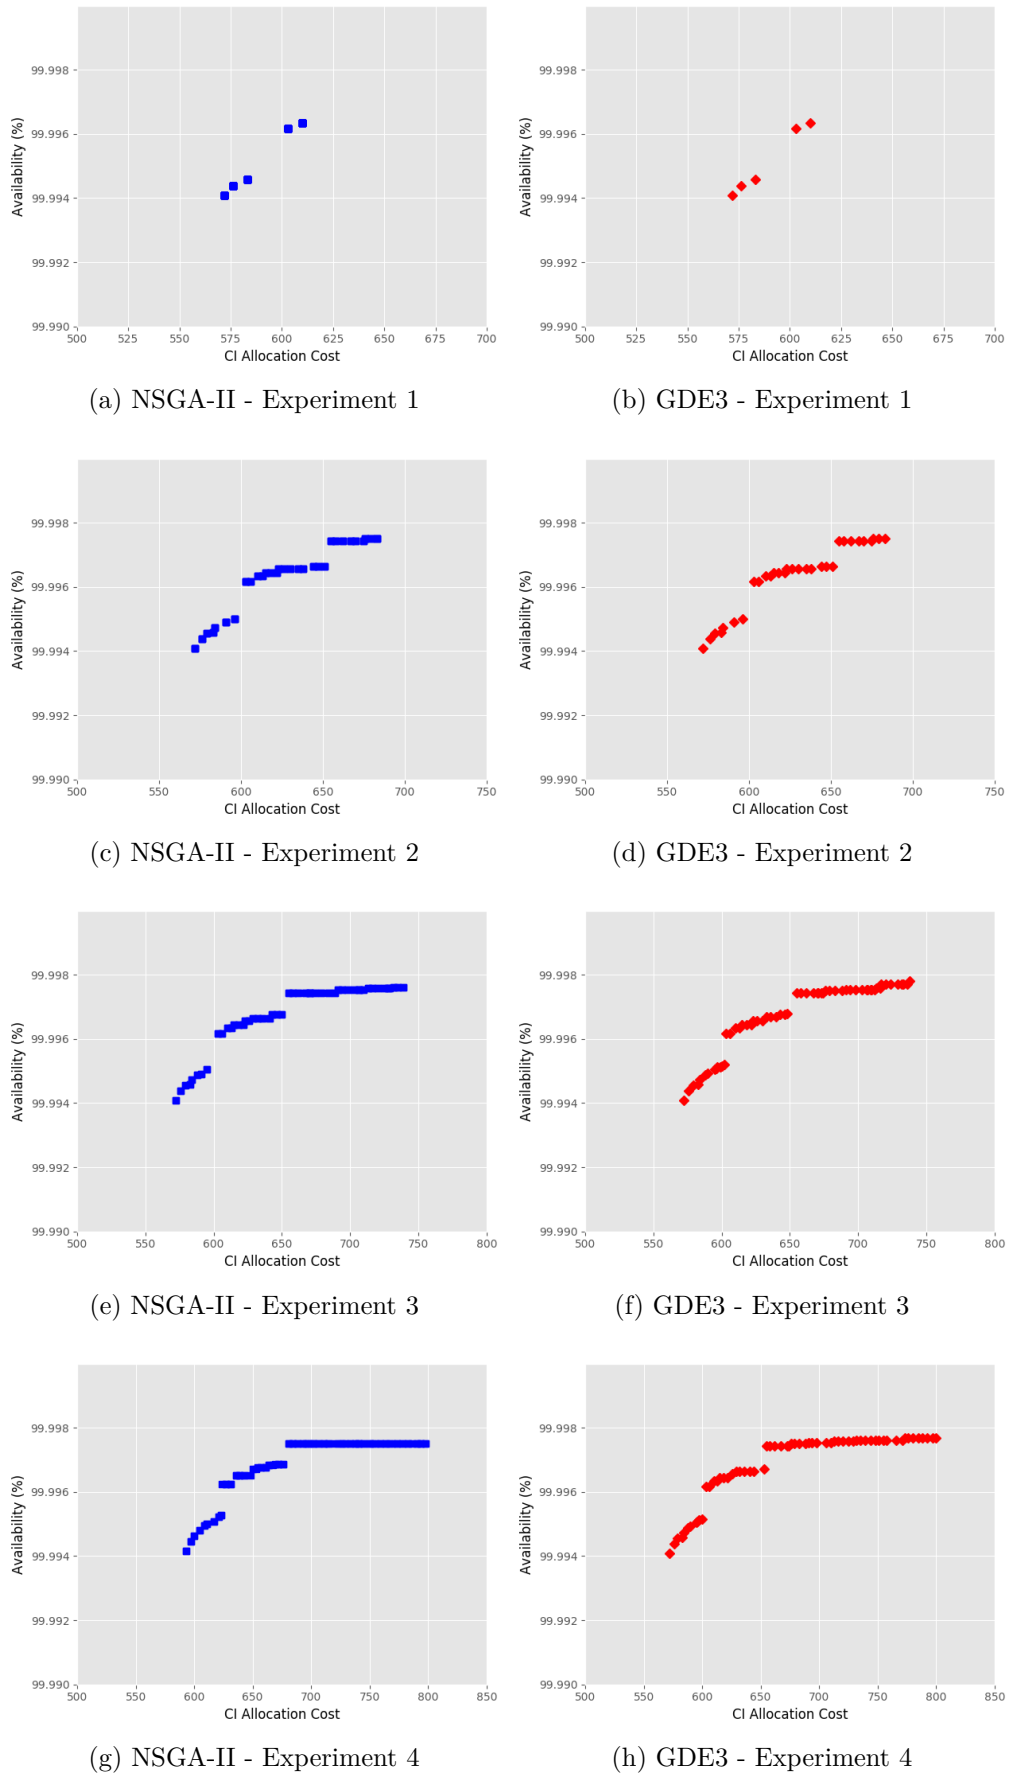 99.998
99.996
99.994
99.992
99.990
Availability (%)
500 525 550 575 600 625 650 675 700
CI Allocation Cost
(a) NSGA-II - Experiment 1
99.998
99.996
99.994
99.992
99.990
Availability (%)
500 525 550 575 600 625 650 675 700
CI Allocation Cost
(b) GDE3 - Experiment 1
99.998
99.996
99.994
99.992
99.990
Availability (%)
500 550 600 650 700 750
CI Allocation Cost
(c) NSGA-II - Experiment 2
99.998
99.996
99.994
99.992
99.990
Availability (%)
500 550 600 650 700 750
CI Allocation Cost
(d) GDE3 - Experiment 2
99.998
99.996
99.994
99.992
99.990
Availability (%)
500 550 600 650 700 750 800
CI Allocation Cost
(e) NSGA-II - Experiment 3
99.998
99.996
99.994
99.992
99.990
Availability (%)
500 550 600 650 700 750 800
CI Allocation Cost
(f) GDE3 - Experiment 3
99.998
99.996
99.994
99.992
99.990
Availability (%)
500 550 600 650 700 750 800 850
CI Allocation Cost
(g) NSGA-II - Experiment 4
99.998
99.996
99.994
99.992
99.990
Availability (%)
500 550 600 650 700 750 800 850
CI Allocation Cost
(h) GDE3 - Experiment 4